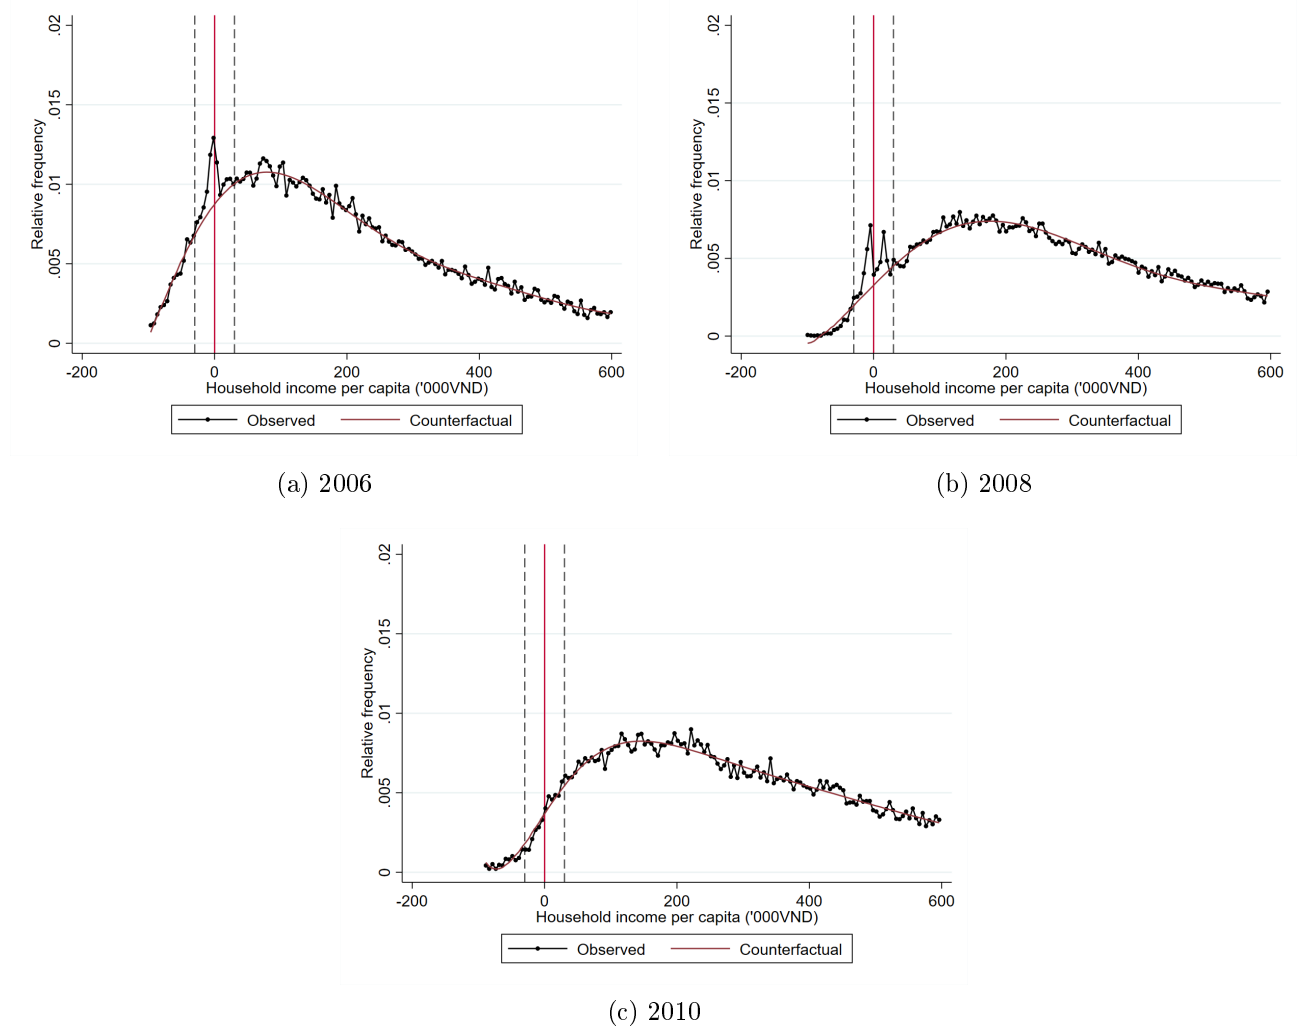 .02
.015
.01
.005
0
Relative frequency
-200 0 200 400 600
Household income per capita ('000VND)
Observed Counterfactual
(a) 2006
.02
.015
.01
.005
0
Relative frequency
-200 0 200 400 600
Household income per capita ('000VND)
Observed Counterfactual
(b) 2008
.02
.015
.01
.005
0
Relative frequency
-200 0 200 400 600
Household income per capita ('000VND)
Observed Counterfactual
(c) 2010